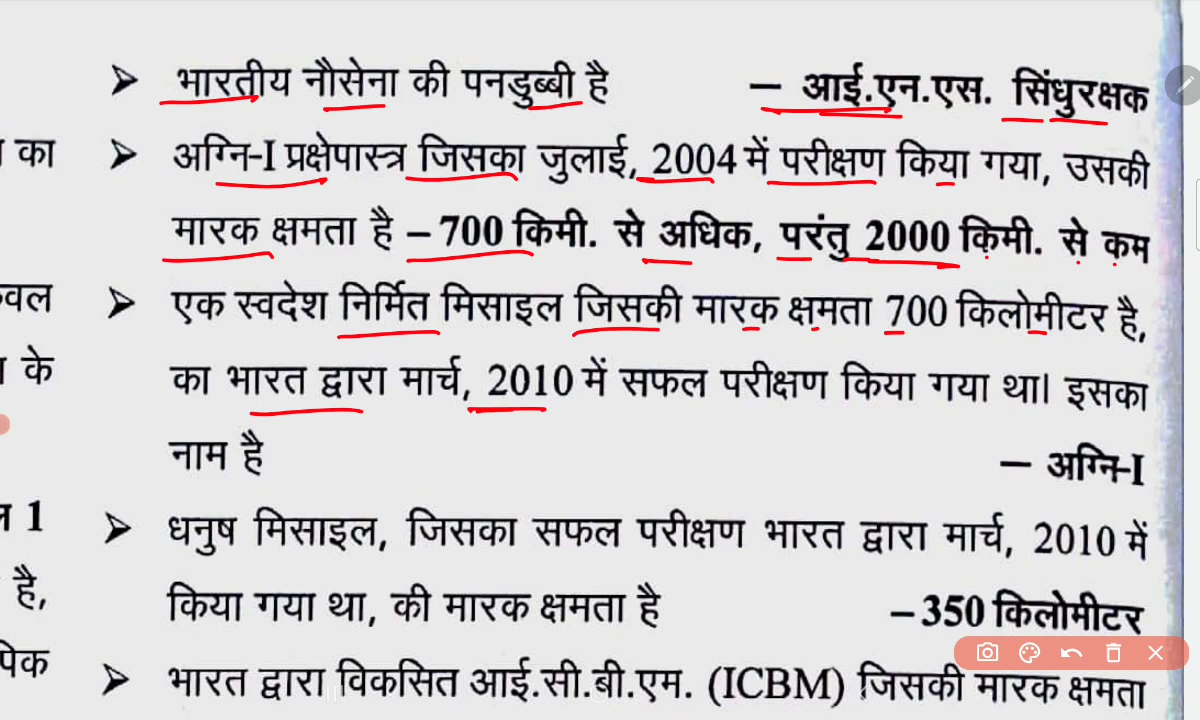 ➤ भारतीय नौसेना की पनडुब्बी है – आई.एन.एस. सिंधुरक्षक
का ➤ अग्नि-I प्रक्षेपास्त्र जिसका जुलाई, 2004 में परीक्षण किया गया, उसकी
मारक क्षमता है – 700 किमी. से अधिक, परंतु 2000 किमी. से कम
वल ➤ एक स्वदेश निर्मित मिसाइल जिसकी मारक क्षमता 700 किलोमीटर है,
के का भारत द्वारा मार्च, 2010 में सफल परीक्षण किया गया था। इसका
नाम है – अग्नि-I
1 ➤ धनुष मिसाइल, जिसका सफल परीक्षण भारत द्वारा मार्च, 2010 में
है, किया गया था, की मारक क्षमता है – 350 किलोमीटर
पिक ➤ भारत द्वारा विकसित आई.सी.बी.एम. (ICBM) जिसकी मारक क्षमता